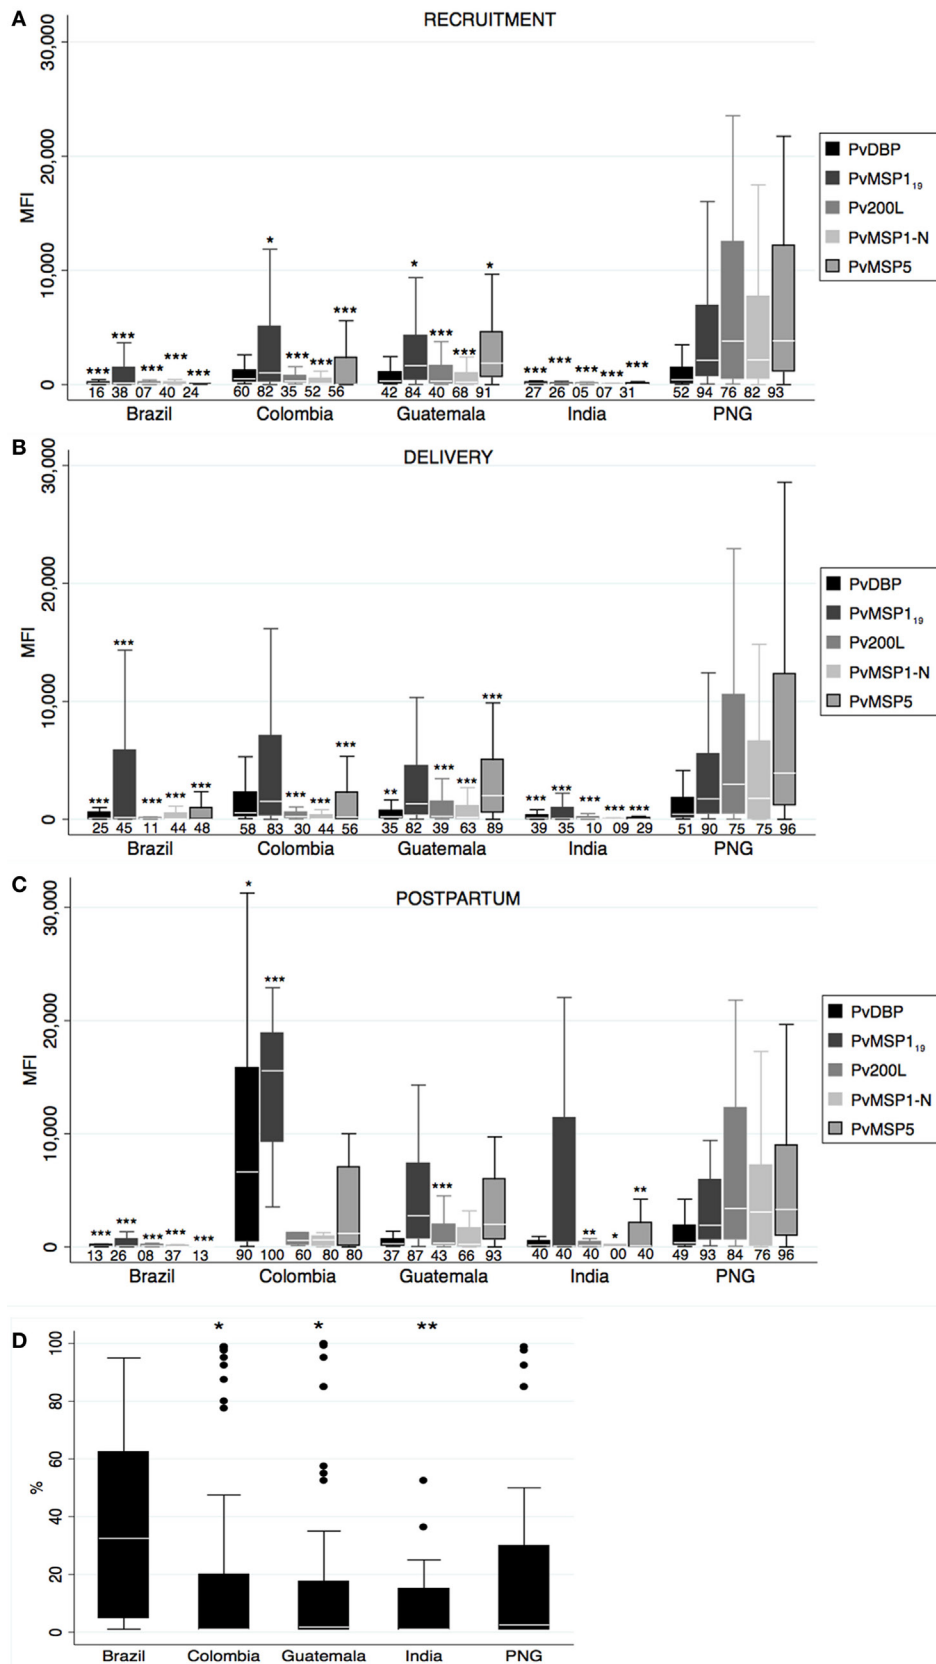 A
RECRUITMENT
30,000
20,000
10,000
0
MFI
*** *** *** *** ***
* *** *** ***
* *** *** *
*** *** *** *** ***
16 38 07 40 24
60 82 35 52 56
42 84 40 68 91
27 26 05 07 31
52 94 76 82 93
Brazil Colombia Guatemala India PNG
PvDBP
PvMSP1₁₉
Pv200L
PvMSP1-N
PvMSP5
B
DELIVERY
30,000
20,000
10,000
0
MFI
*** *** *** ***
*** *** ***
** *** *** ***
*** *** *** *** ***
25 45 11 44 48
58 83 30 44 56
35 82 39 63 89
39 35 10 09 29
51 90 75 75 96
Brazil Colombia Guatemala India PNG
PvDBP
PvMSP1₁₉
Pv200L
PvMSP1-N
PvMSP5
C
POSTPARTUM
30,000
20,000
10,000
0
MFI
*** *** *** *** ***
* ***
***
** * **
13 26 08 37 13
90 100 60 80 80
37 87 43 66 93
40 40 40 00 40
49 93 84 76 96
Brazil Colombia Guatemala India PNG
PvDBP
PvMSP1₁₉
Pv200L
PvMSP1-N
PvMSP5
D
* * **
100
80
60
40
20
0
%
Brazil Colombia Guatemala India PNG